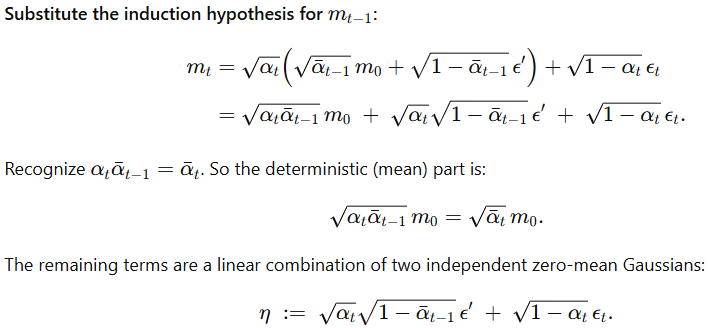 Substitute the induction hypothesis for $m_{t-1}$:
$m_t = \sqrt{\alpha_t}\left(\sqrt{\bar{\alpha}_{t-1}}\, m_0 + \sqrt{1 - \bar{\alpha}_{t-1}}\, \epsilon'\right) + \sqrt{1 - \alpha_t}\, \epsilon_t$
$= \sqrt{\alpha_t \bar{\alpha}_{t-1}}\, m_0 + \sqrt{\alpha_t}\sqrt{1 - \bar{\alpha}_{t-1}}\, \epsilon' + \sqrt{1 - \alpha_t}\, \epsilon_t.$
Recognize $\alpha_t \bar{\alpha}_{t-1} = \bar{\alpha}_t$. So the deterministic (mean) part is:
$\sqrt{\alpha_t \bar{\alpha}_{t-1}}\, m_0 = \sqrt{\bar{\alpha}_t}\, m_0.$
The remaining terms are a linear combination of two independent zero-mean Gaussians:
$\eta := \sqrt{\alpha_t}\sqrt{1 - \bar{\alpha}_{t-1}}\, \epsilon' + \sqrt{1 - \alpha_t}\, \epsilon_t.$